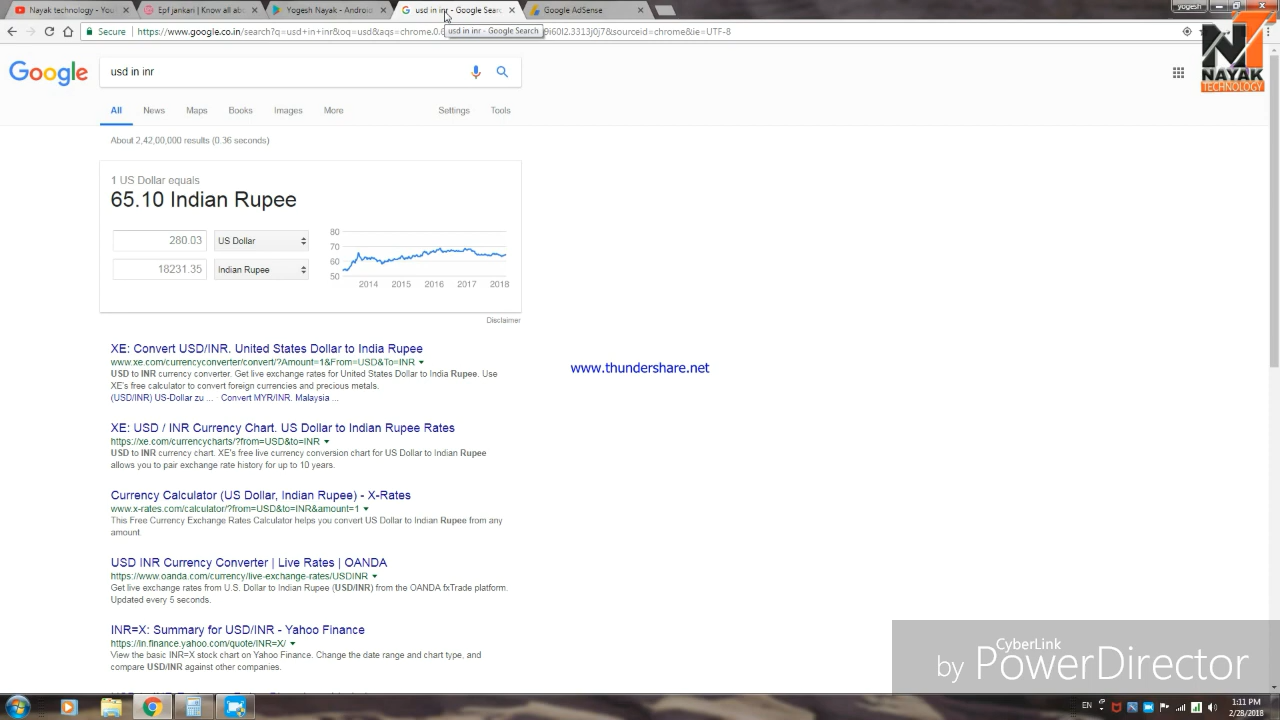 Nayak technology - You
Epf jankari | Know all ab
Yogesh Nayak - Android
usd in inr - Google Sear
Google AdSense
yogesh
Secure
usd in inr - Google Search
NAYAK
TECHNOLOGY
Google
usd in inr
All News Maps Books Images More Settings Tools
About 2,42,00,000 results (0.36 seconds)
1 US Dollar equals
65.10 Indian Rupee
280.03 US Dollar
18231.35 Indian Rupee
80
70
60
50
2014 2015 2016 2017 2018
Disclaimer
XE: Convert USD/INR. United States Dollar to India Rupee
www.xe.com/currencyconverter/convert/?Amount=1&From=USD&To=INR
USD to INR currency converter. Get live exchange rates for United States Dollar to India Rupee. Use
XE's free calculator to convert foreign currencies and precious metals.
(USD/INR) US-Dollar zu ... Convert MYR/INR. Malaysia ...
www.thundershare.net
XE: USD / INR Currency Chart. US Dollar to Indian Rupee Rates
https://xe.com/currencycharts/?from=USD&to=INR
USD to INR currency chart. XE's free live currency conversion chart for US Dollar to Indian Rupee
allows you to pair exchange rate history for up to 10 years.
Currency Calculator (US Dollar, Indian Rupee) - X-Rates
www.x-rates.com/calculator/?from=USD&to=INR&amount=1
This Free Currency Exchange Rates Calculator helps you convert US Dollar to Indian Rupee from any
amount.
USD INR Currency Converter | Live Rates | OANDA
https://www.oanda.com/currency/live-exchange-rates/USDINR
Get live exchange rates from U.S. Dollar to Indian Rupee (USD/INR) from the OANDA fxTrade platform.
Updated every 5 seconds.
INR=X: Summary for USD/INR - Yahoo Finance
https://in.finance.yahoo.com/quote/INR=X/
View the basic INR=X stock chart on Yahoo Finance. Change the date range and chart type, and
compare USD/INR against other companies.
CyberLink
by PowerDirector
EN
1:11 PM
2/28/2018